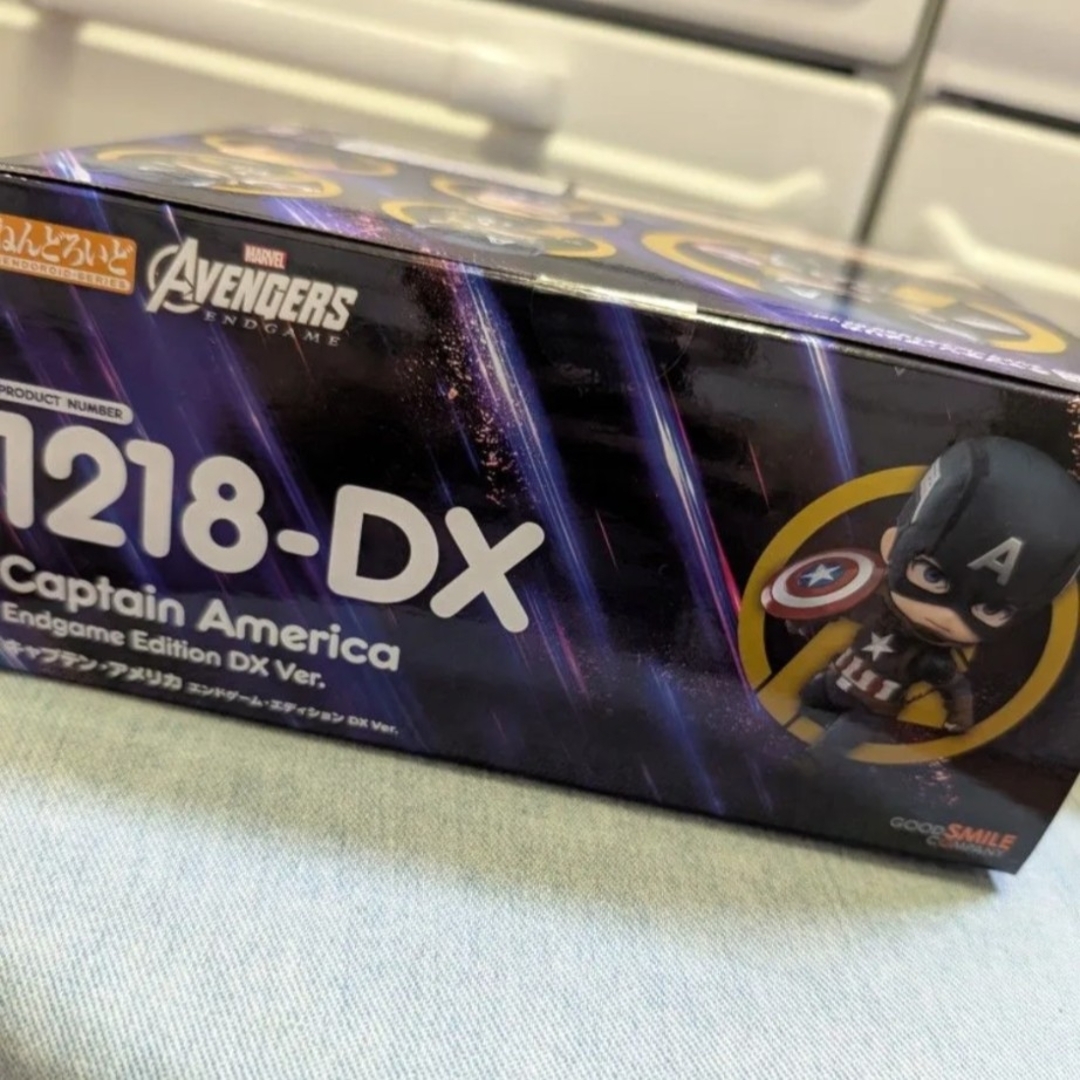 ねんどろいど
NENDOROID SERIES
MARVEL
AVENGERS
ENDGAME
PRODUCT NUMBER
1218-DX
Captain America
Endgame Edition DX Ver.
キャプテン・アメリカ エンドゲーム・エディション DX Ver.
A
GOOD SMILE
COMPANY